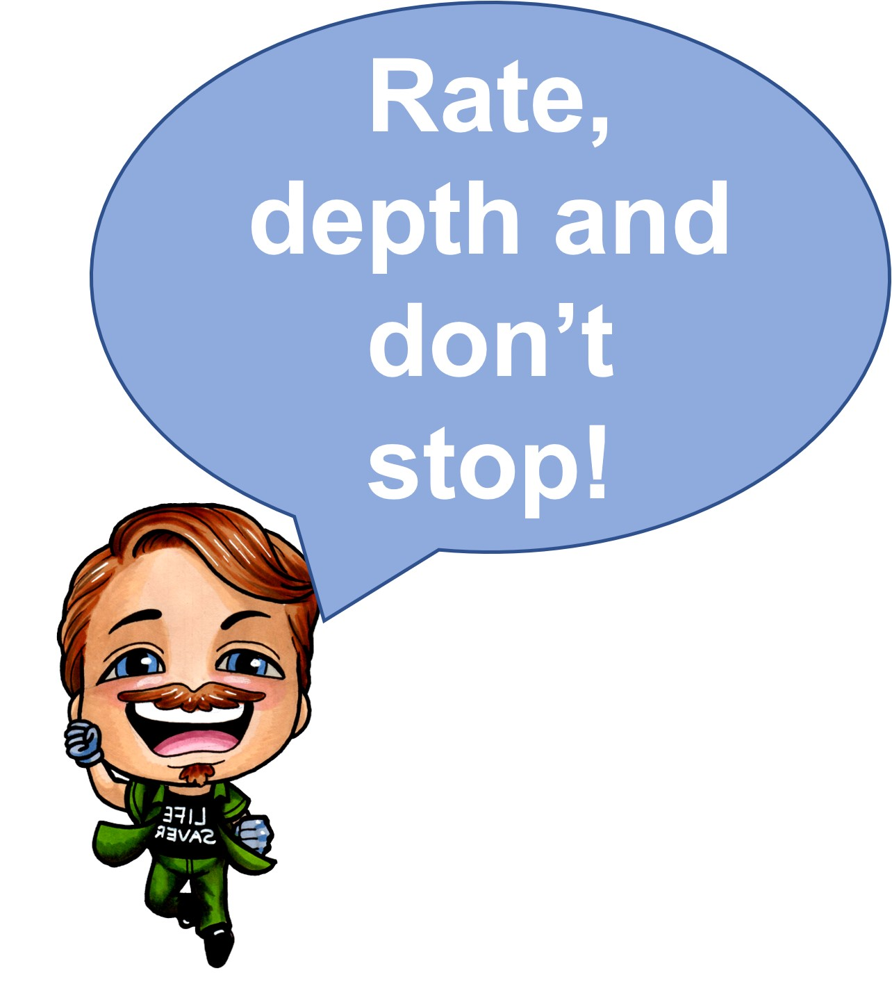 Rate,
depth and
don’t
stop!
LIFE
SAVER